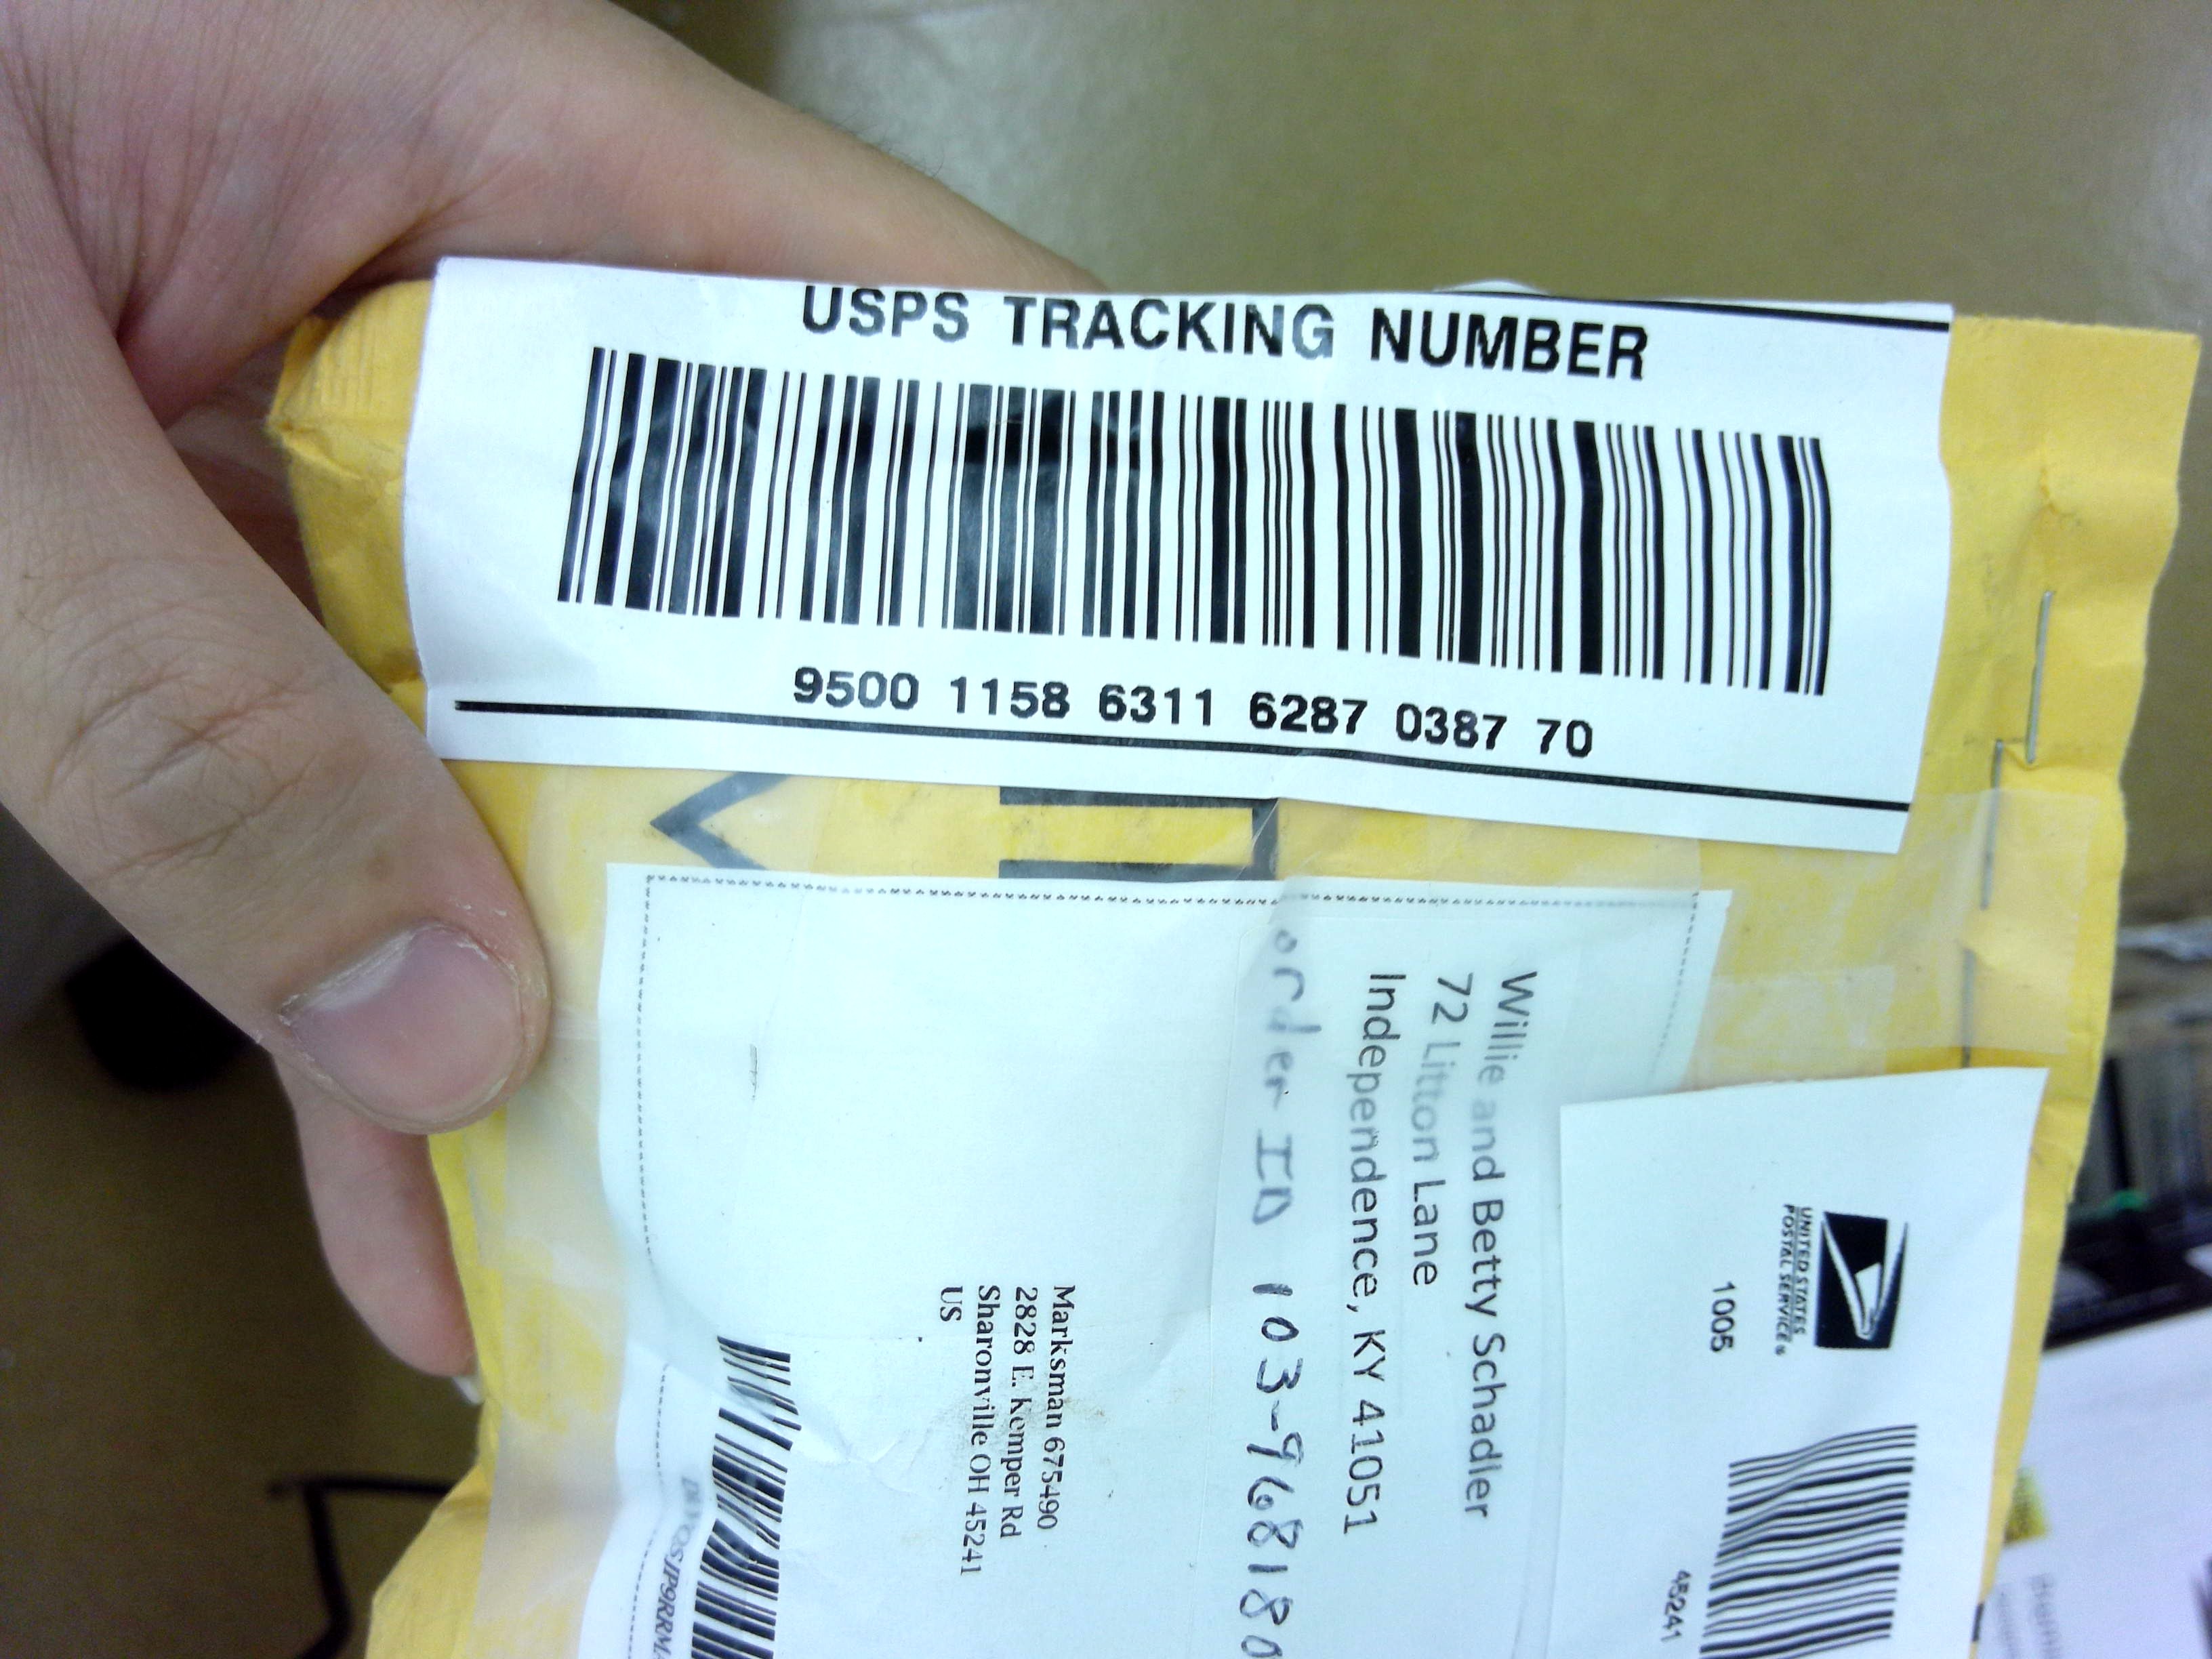 USPS TRACKING NUMBER
9500 1158 6311 6287 0387 70
UNITED STATES
POSTAL SERVICE®
1005
45241
Willie and Betty Schadler
72 Litton Lane
Independence, KY 41051
order ID 103-968180
Marksman 675490
2828 E. Kemper Rd
Sharonville OH 45241
US